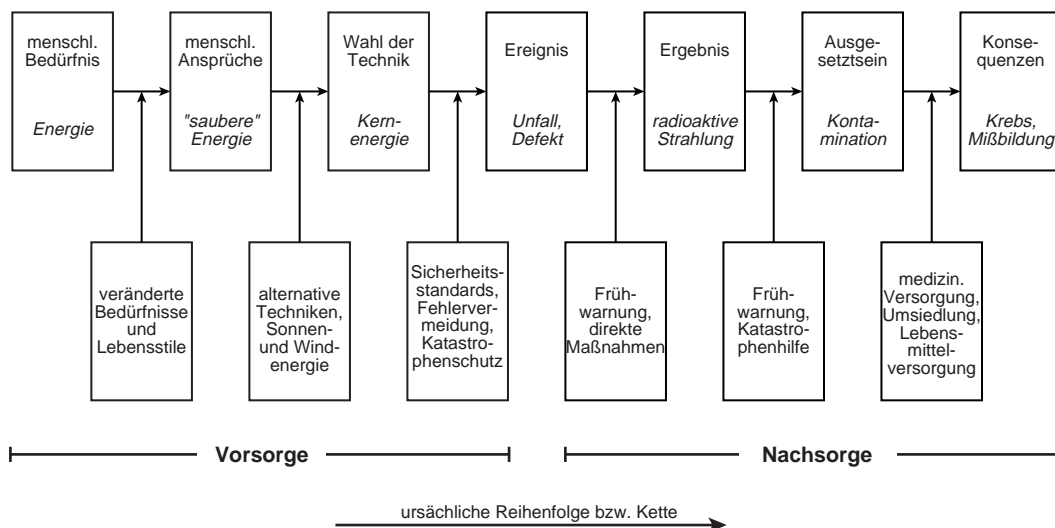 menschl.
Bedürfnis
Energie
menschl.
Ansprüche
"saubere"
Energie
Wahl der
Technik
Kern-
energie
Ereignis
Unfall,
Defekt
Ergebnis
radioaktive
Strahlung
Ausge-
setztsein
Konta-
mination
Konse-
quenzen
Krebs,
Mißbildung
veränderte
Bedürfnisse
und
Lebensstile
alternative
Techniken,
Sonnen-
und Wind-
energie
Sicherheits-
standards,
Fehlerver-
meidung,
Katastro-
phenschutz
Früh-
warnung,
direkte
Maßnahmen
Früh-
warnung,
Katastro-
phenhilfe
medizin.
Versorgung,
Umsiedlung,
Lebens-
mittel-
versorgung
Vorsorge
Nachsorge
ursächliche Reihenfolge bzw. Kette